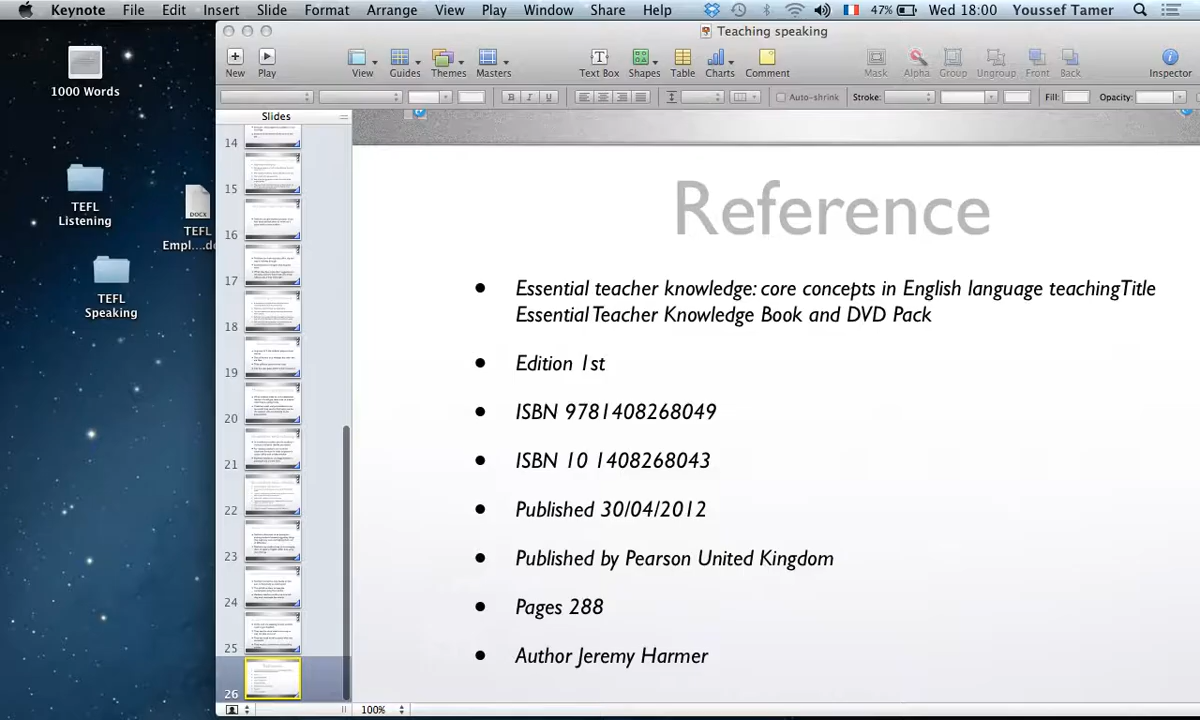 Keynote File Edit Insert Slide Format Arrange View Play Window Share Help 47% Wed 18:00 Youssef Tamer
Teaching speaking
New Play View Guides Themes Masters Text Box Shapes Table Charts Comment Mask Alpha Group Ungroup Front Back Inspector
B I U Auto-shrink Stroke: Fill: Opacity:
1000 Words
TEFL
Listening
DOCX
TEFL
Empl....
TEFL
Speaking
Slides
14
15
16
17
18
19
20
21
22
23
24
25
26
Reference
• Essential teacher knowledge: core concepts in English language teachingTitle
Essential Teacher Knowledge Book and DVD Pack
• Edition 1st
• ISBN 9781408268049
• ISBN 10 1408268043
• Published 30/04/2012
• Published by Pearson United Kingdom
• Pages 288
• Author Jeremy Harmer
100%